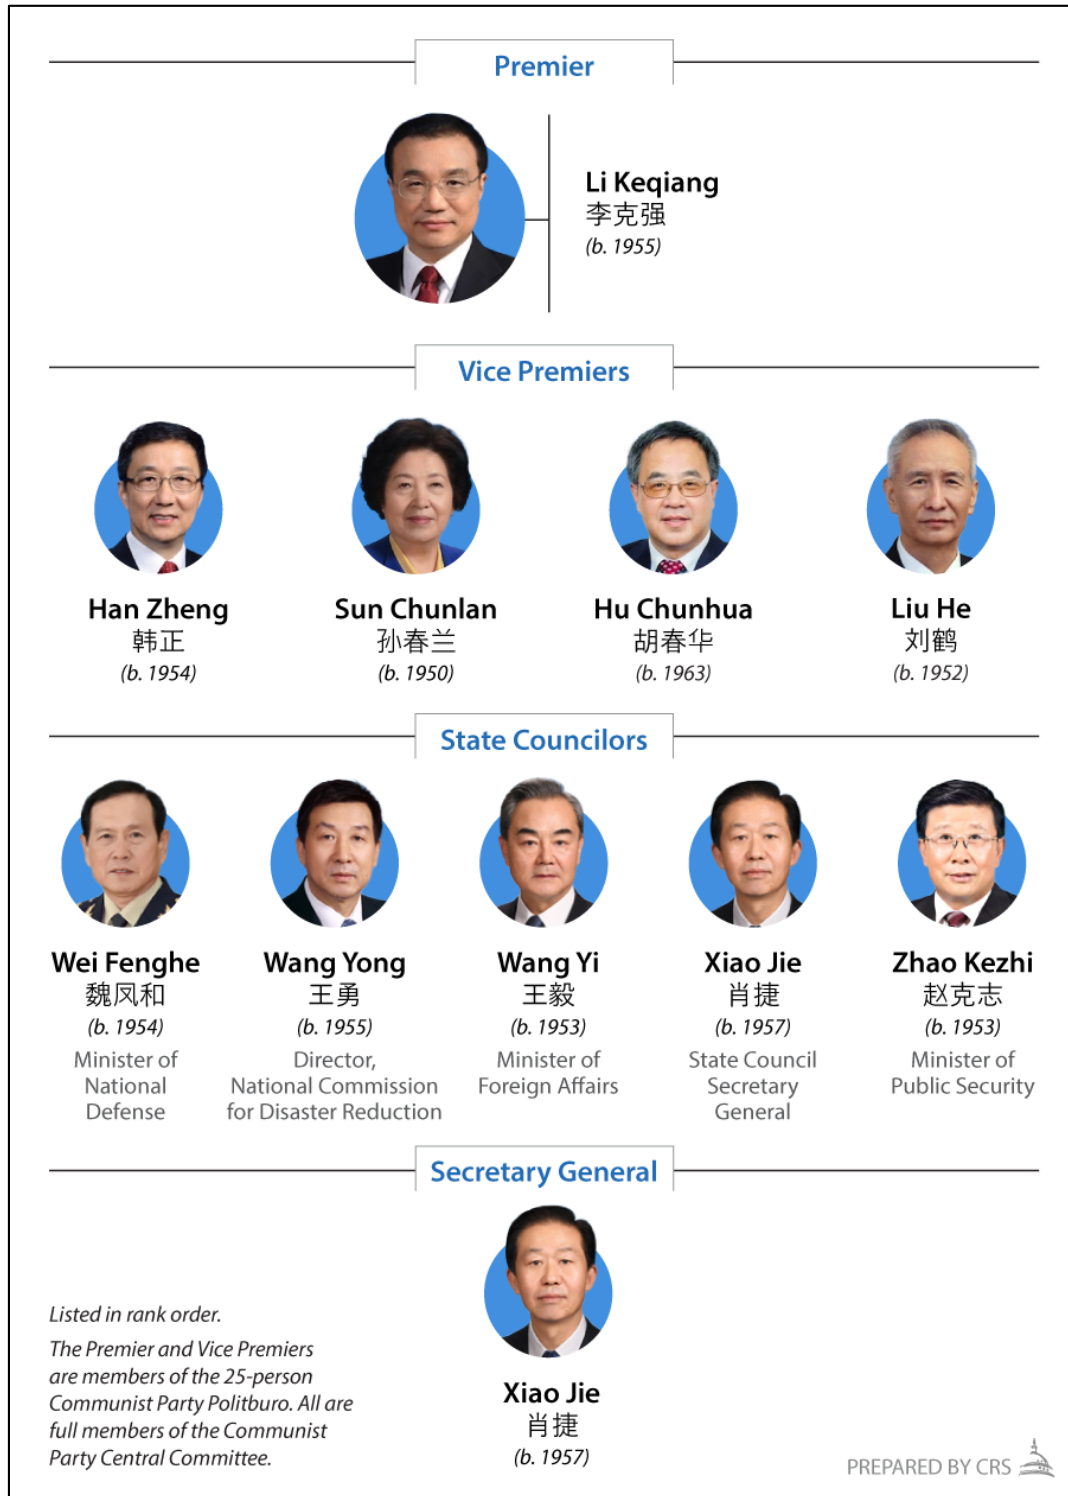 Premier
Li Keqiang
李克强
(b. 1955)
Vice Premiers
Han Zheng
韩正
(b. 1954)
Sun Chunlan
孙春兰
(b. 1950)
Hu Chunhua
胡春华
(b. 1963)
Liu He
刘鹤
(b. 1952)
State Councilors
Wei Fenghe
魏凤和
(b. 1954)
Minister of
National
Defense
Wang Yong
王勇
(b. 1955)
Director,
National Commission
for Disaster Reduction
Wang Yi
王毅
(b. 1953)
Minister of
Foreign Affairs
Xiao Jie
肖捷
(b. 1957)
State Council
Secretary
General
Zhao Kezhi
赵克志
(b. 1953)
Minister of
Public Security
Secretary General
Xiao Jie
肖捷
(b. 1957)
Listed in rank order.
The Premier and Vice Premiers
are members of the 25-person
Communist Party Politburo. All are
full members of the Communist
Party Central Committee.
PREPARED BY CRS